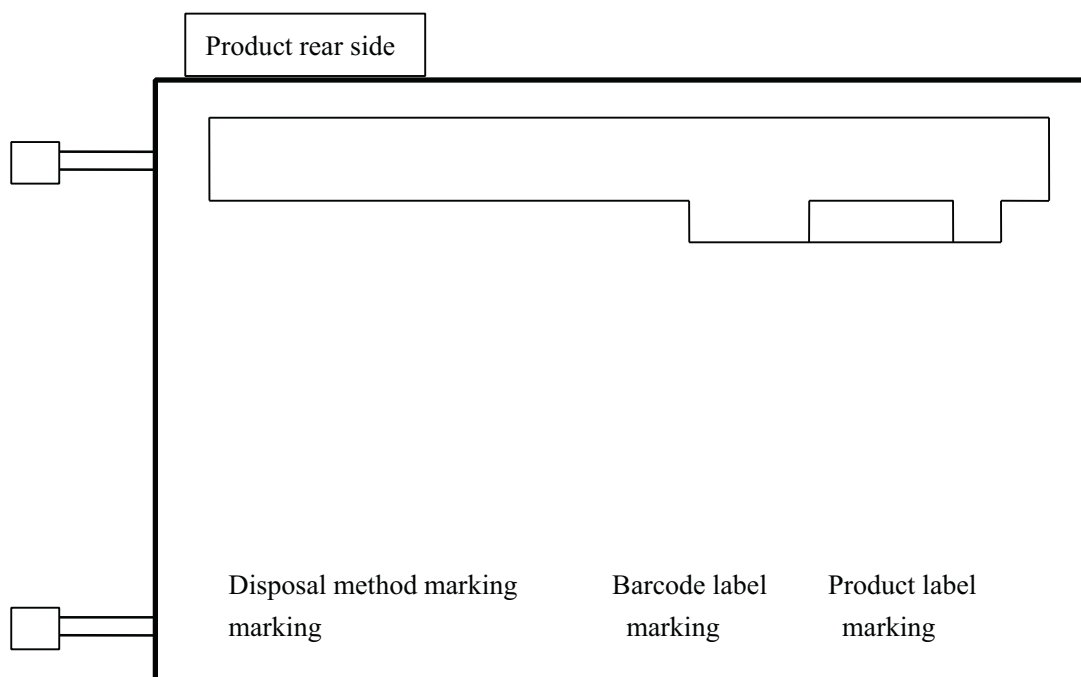 Product rear side
Disposal method marking
marking
Barcode label
marking
Product label
marking